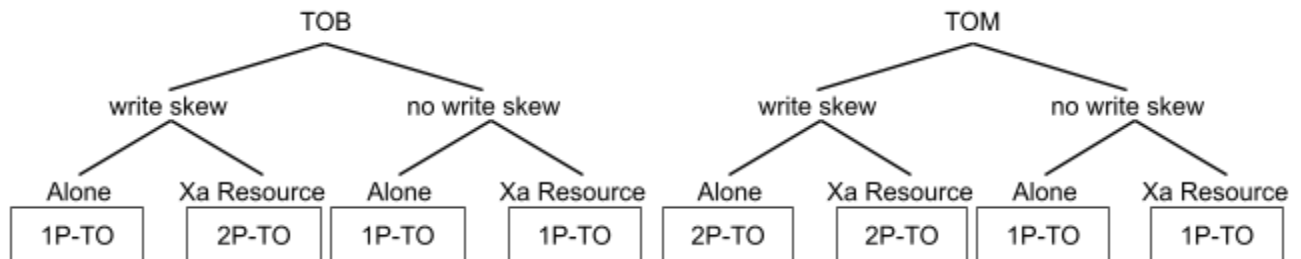 TOB TOM
write skew no write skew write skew no write skew
Alone Xa Resource Alone Xa Resource Alone Xa Resource Alone Xa Resource
1P-TO 2P-TO 1P-TO 1P-TO 2P-TO 2P-TO 1P-TO 1P-TO